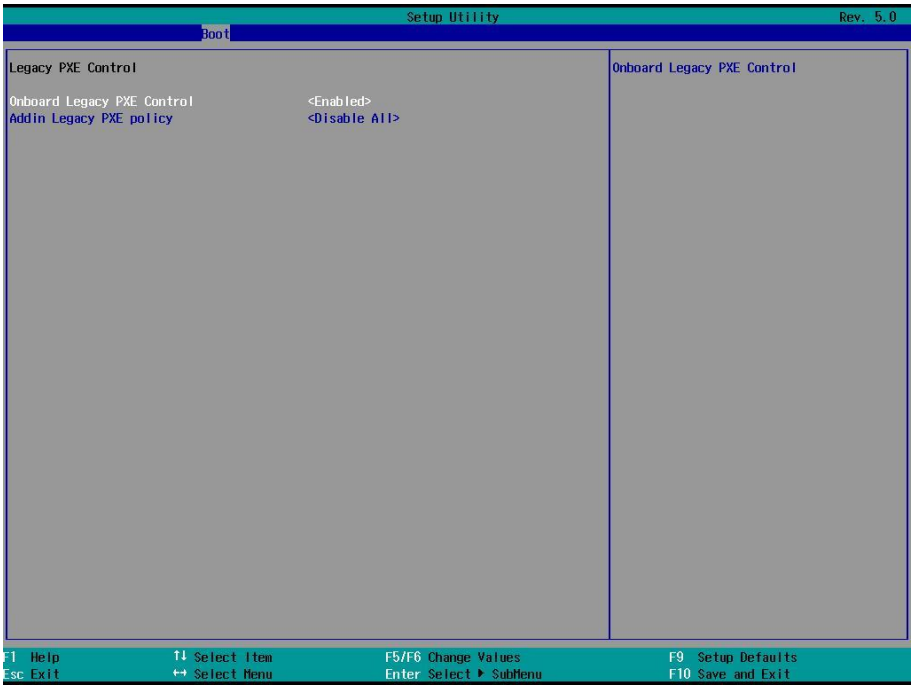 Setup Utility Rev. 5.0
Boot
Legacy PXE Control
Onboard Legacy PXE Control <Enabled>
Addin Legacy PXE policy <Disable All>
Onboard Legacy PXE Control
F1 Help ↑↓ Select Item F5/F6 Change Values F9 Setup Defaults
Esc Exit ↔ Select Menu Enter Select ▶ SubMenu F10 Save and Exit